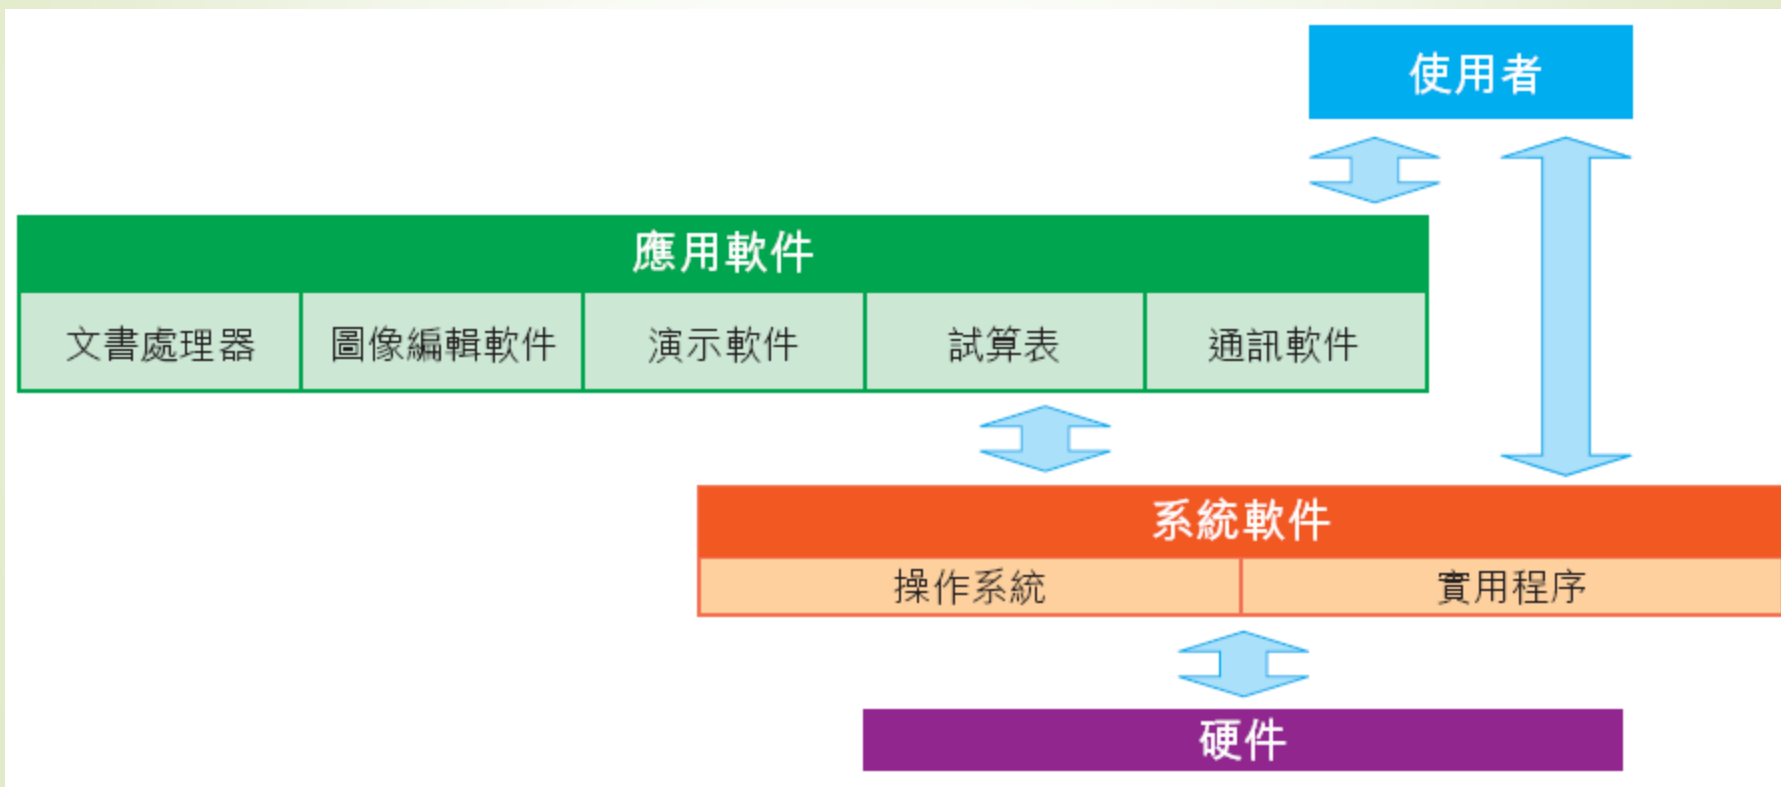 使用者
應用軟件
文書處理器
圖像編輯軟件
演示軟件
試算表
通訊軟件
系統軟件
操作系統
實用程序
硬件